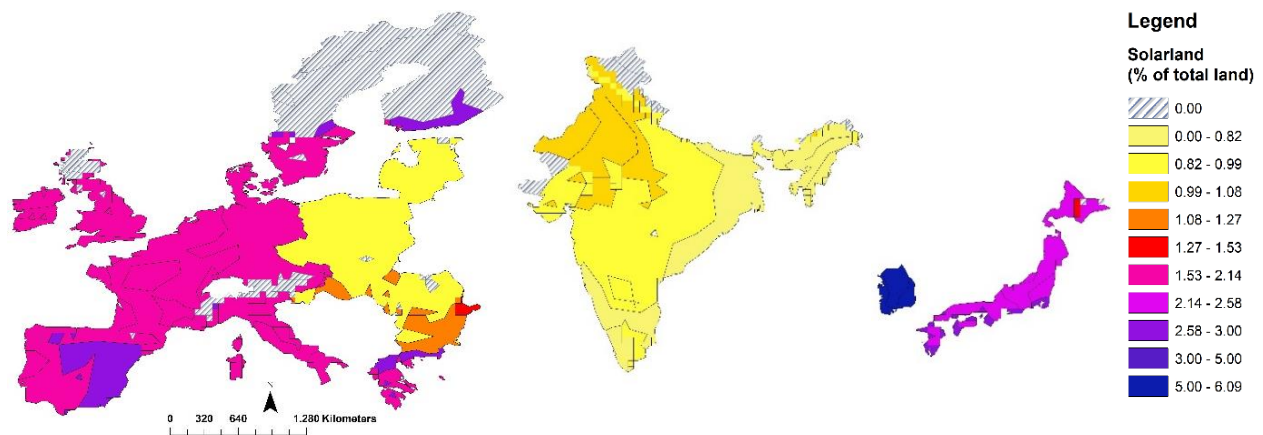 Legend
Solarland
(% of total land)
0.00
0.00 - 0.82
0.82 - 0.99
0.99 - 1.08
1.08 - 1.27
1.27 - 1.53
1.53 - 2.14
2.14 - 2.58
2.58 - 3.00
3.00 - 5.00
5.00 - 6.09
N
0 320 640 1.280 Kilometers